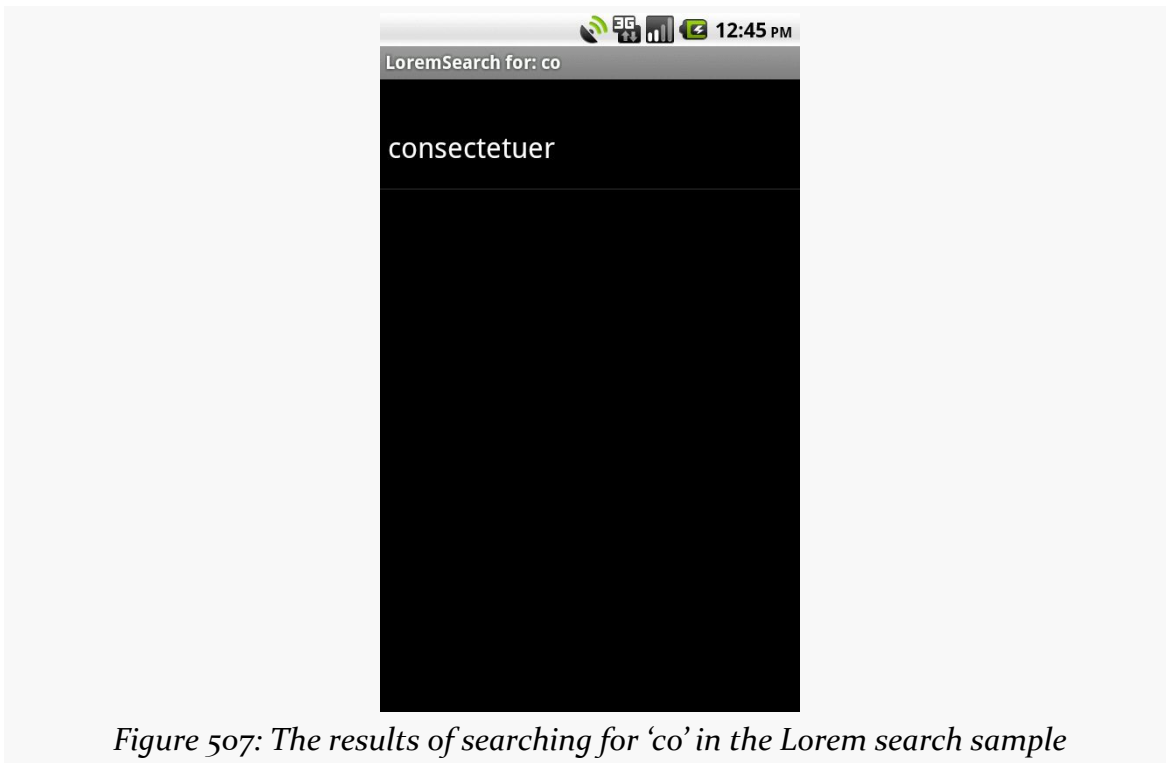 3G
12:45 PM
LoremSearch for: co
consectetuer
Figure 507: The results of searching for ‘co’ in the Lorem search sample